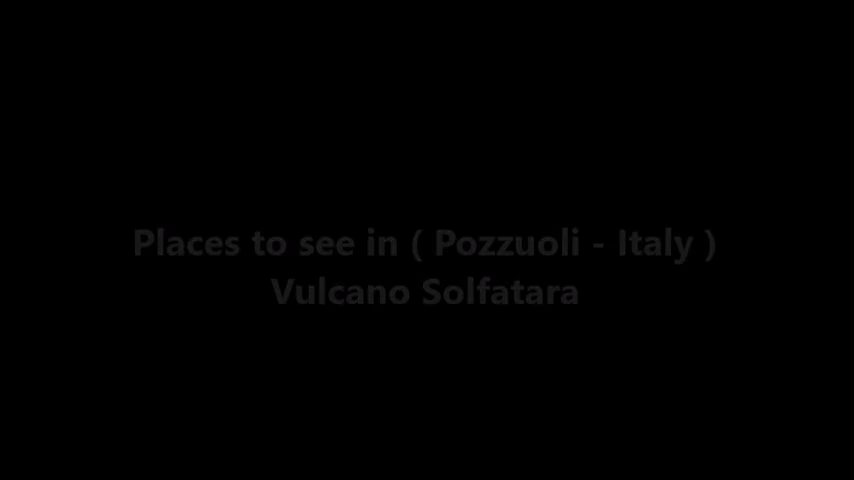 Places to see in ( Pozzuoli - Italy )
Vulcano Solfatara